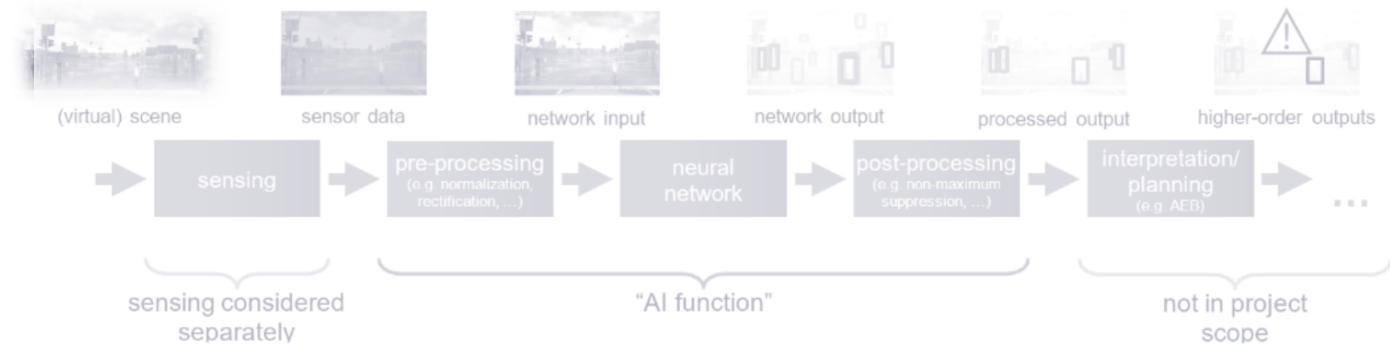 (virtual) scene
sensor data
network input
network output
processed output
higher-order outputs
sensing
pre-processing
(e.g. normalization,
rectification, ...)
neural
network
post-processing
(e.g. non-maximum
suppression, ...)
interpretation/
planning
(e.g. AEB)
...
sensing considered
separately
"AI function"
not in project
scope